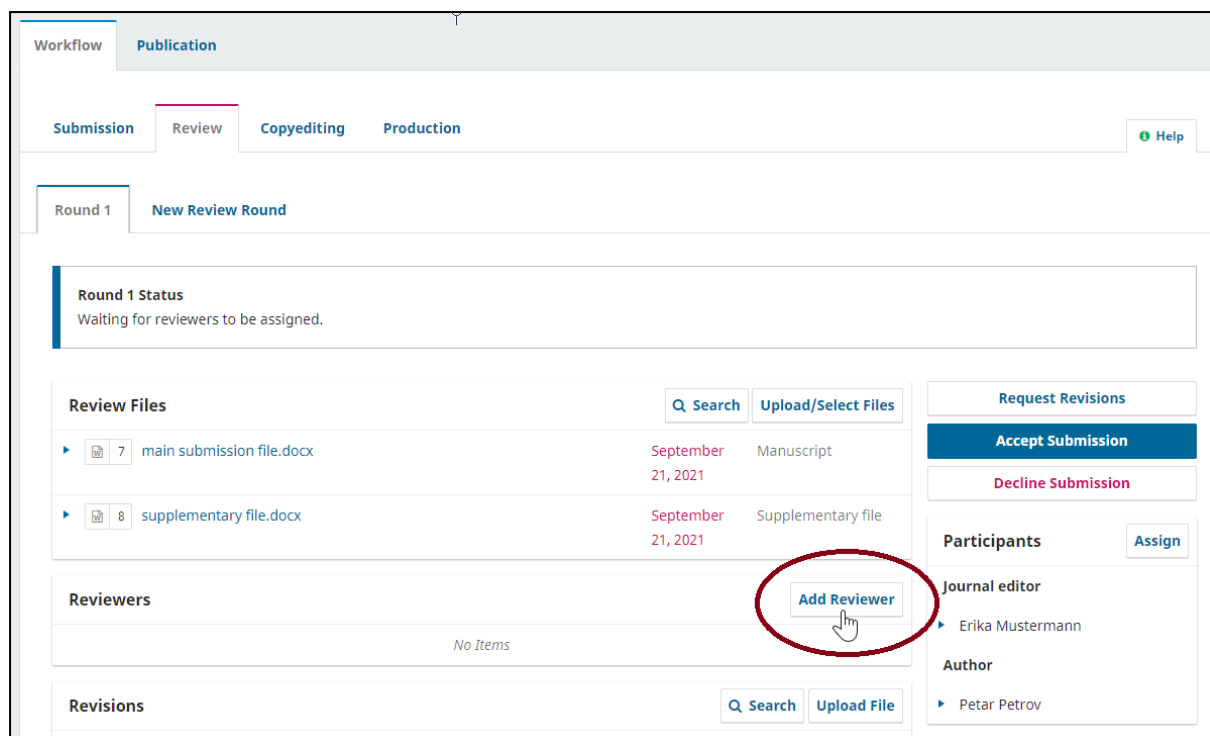 Workflow Publication
Submission Review Copyediting Production
Help
Round 1 New Review Round
Round 1 Status
Waiting for reviewers to be assigned.
Review Files Search Upload/Select Files
7 main submission file.docx September 21, 2021 Manuscript
8 supplementary file.docx September 21, 2021 Supplementary file
Reviewers Add Reviewer
No Items
Revisions Search Upload File
Request Revisions
Accept Submission
Decline Submission
Participants Assign
Journal editor
Erika Mustermann
Author
Petar Petrov